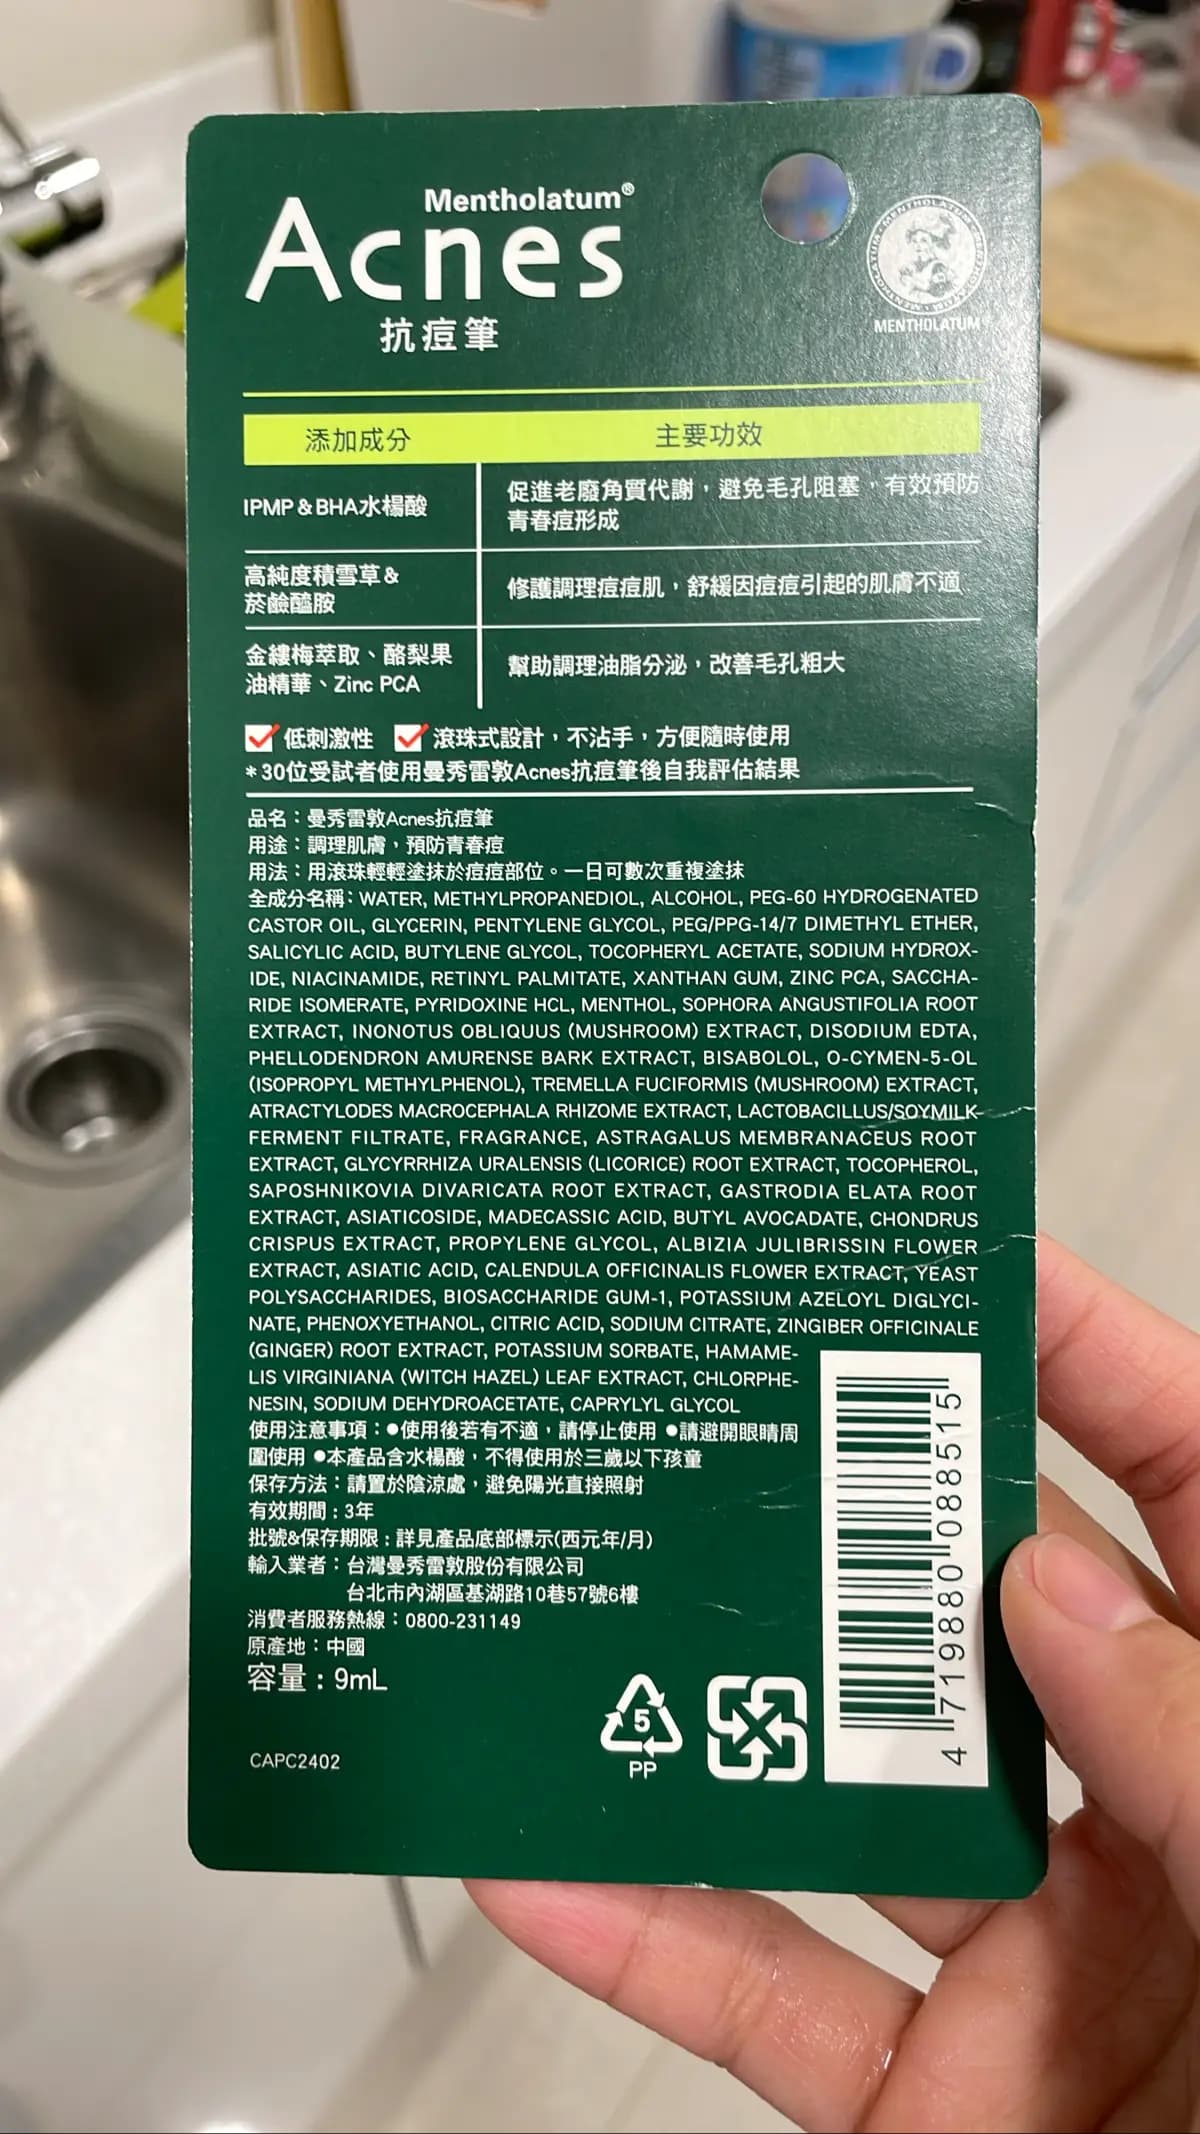 Mentholatum®
Acnes
抗痘筆
MENTHOLATUM
添加成分 主要功效
IPMP & BHA水楊酸
促進老廢角質代謝，避免毛孔阻塞，有效預防
青春痘形成
高純度積雪草&
菸鹼醯胺
修護調理痘痘肌，舒緩因痘痘引起的肌膚不適
金縷梅萃取、酪梨果
油精華、Zinc PCA
幫助調理油脂分泌，改善毛孔粗大
低刺激性 滾珠式設計，不沾手，方便隨時使用
*30位受試者使用曼秀雷敦Acnes抗痘筆後自我評估結果
品名：曼秀雷敦Acnes抗痘筆
用途：調理肌膚，預防青春痘
用法：用滾珠輕輕塗抹於痘痘部位。一日可數次重複塗抹
全成分名稱：WATER, METHYLPROPANEDIOL, ALCOHOL, PEG-60 HYDROGENATED
CASTOR OIL, GLYCERIN, PENTYLENE GLYCOL, PEG/PPG-14/7 DIMETHYL ETHER,
SALICYLIC ACID, BUTYLENE GLYCOL, TOCOPHERYL ACETATE, SODIUM HYDROX-
IDE, NIACINAMIDE, RETINYL PALMITATE, XANTHAN GUM, ZINC PCA, SACCHA-
RIDE ISOMERATE, PYRIDOXINE HCL, MENTHOL, SOPHORA ANGUSTIFOLIA ROOT
EXTRACT, INONOTUS OBLIQUUS (MUSHROOM) EXTRACT, DISODIUM EDTA,
PHELLODENDRON AMURENSE BARK EXTRACT, BISABOLOL, O-CYMEN-5-OL
(ISOPROPYL METHYLPHENOL), TREMELLA FUCIFORMIS (MUSHROOM) EXTRACT,
ATRACTYLODES MACROCEPHALA RHIZOME EXTRACT, LACTOBACILLUS/SOYMILK
FERMENT FILTRATE, FRAGRANCE, ASTRAGALUS MEMBRANACEUS ROOT
EXTRACT, GLYCYRRHIZA URALENSIS (LICORICE) ROOT EXTRACT, TOCOPHEROL,
SAPOSHNIKOVIA DIVARICATA ROOT EXTRACT, GASTRODIA ELATA ROOT
EXTRACT, ASIATICOSIDE, MADECASSIC ACID, BUTYL AVOCADATE, CHONDRUS
CRISPUS EXTRACT, PROPYLENE GLYCOL, ALBIZIA JULIBRISSIN FLOWER
EXTRACT, ASIATIC ACID, CALENDULA OFFICINALIS FLOWER EXTRACT, YEAST
POLYSACCHARIDES, BIOSACCHARIDE GUM-1, POTASSIUM AZELOYL DIGLYCI-
NATE, PHENOXYETHANOL, CITRIC ACID, SODIUM CITRATE, ZINGIBER OFFICINALE
(GINGER) ROOT EXTRACT, POTASSIUM SORBATE, HAMAME-
LIS VIRGINIANA (WITCH HAZEL) LEAF EXTRACT, CHLORPHE-
NESIN, SODIUM DEHYDROACETATE, CAPRYLYL GLYCOL
使用注意事項：●使用後若有不適，請停止使用 ●請避開眼睛周
圍使用 ●本產品含水楊酸，不得使用於三歲以下孩童
保存方法：請置於陰涼處，避免陽光直接照射
有效期間：3年
批號&保存期限：詳見產品底部標示(西元年/月)
輸入業者：台灣曼秀雷敦股份有限公司
台北市內湖區基湖路10巷57號6樓
消費者服務熱線：0800-231149
原產地：中國
容量：9mL
CAPC2402
5
PP
4 719880 088515